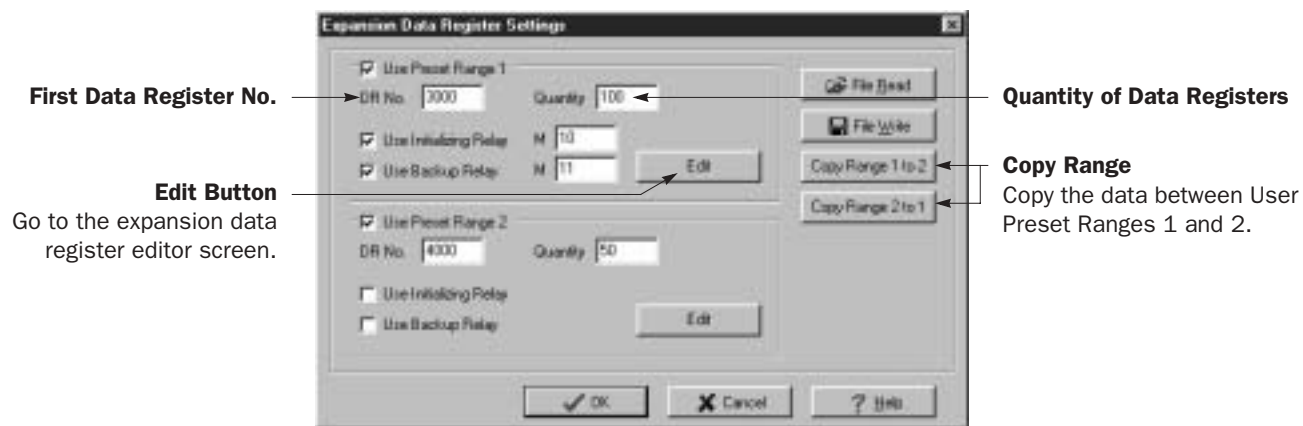 Expansion Data Register Settings
Use Preset Range 1
First Data Register No.
DR No. 3000 Quantity 100
Quantity of Data Registers
Use Initializing Relay M 10
Use Backup Relay M 11
Edit
Edit Button
Go to the expansion data
register editor screen.
Use Preset Range 2
DR No. 4000 Quantity 50
Use Initializing Relay
Use Backup Relay
Edit
File Read
File Write
Copy Range 1 to 2
Copy Range 2 to 1
Copy Range
Copy the data between User
Preset Ranges 1 and 2.
OK
Cancel
? Help